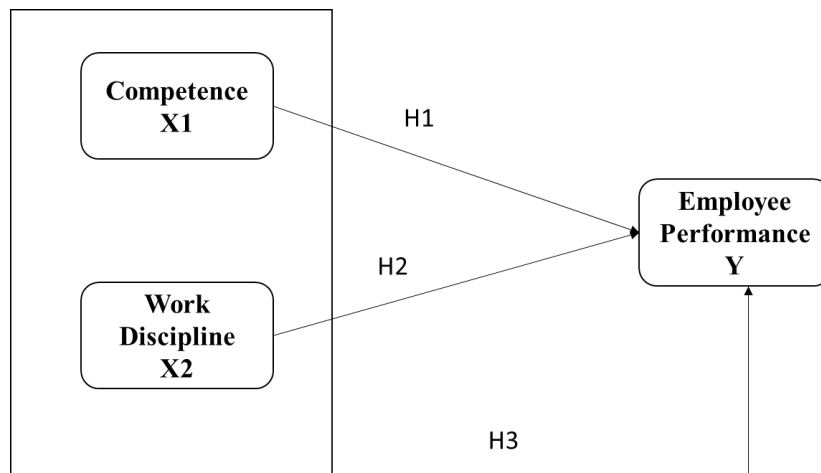 Competence
X1
H1
Employee
Performance
Y
H2
Work
Discipline
X2
H3